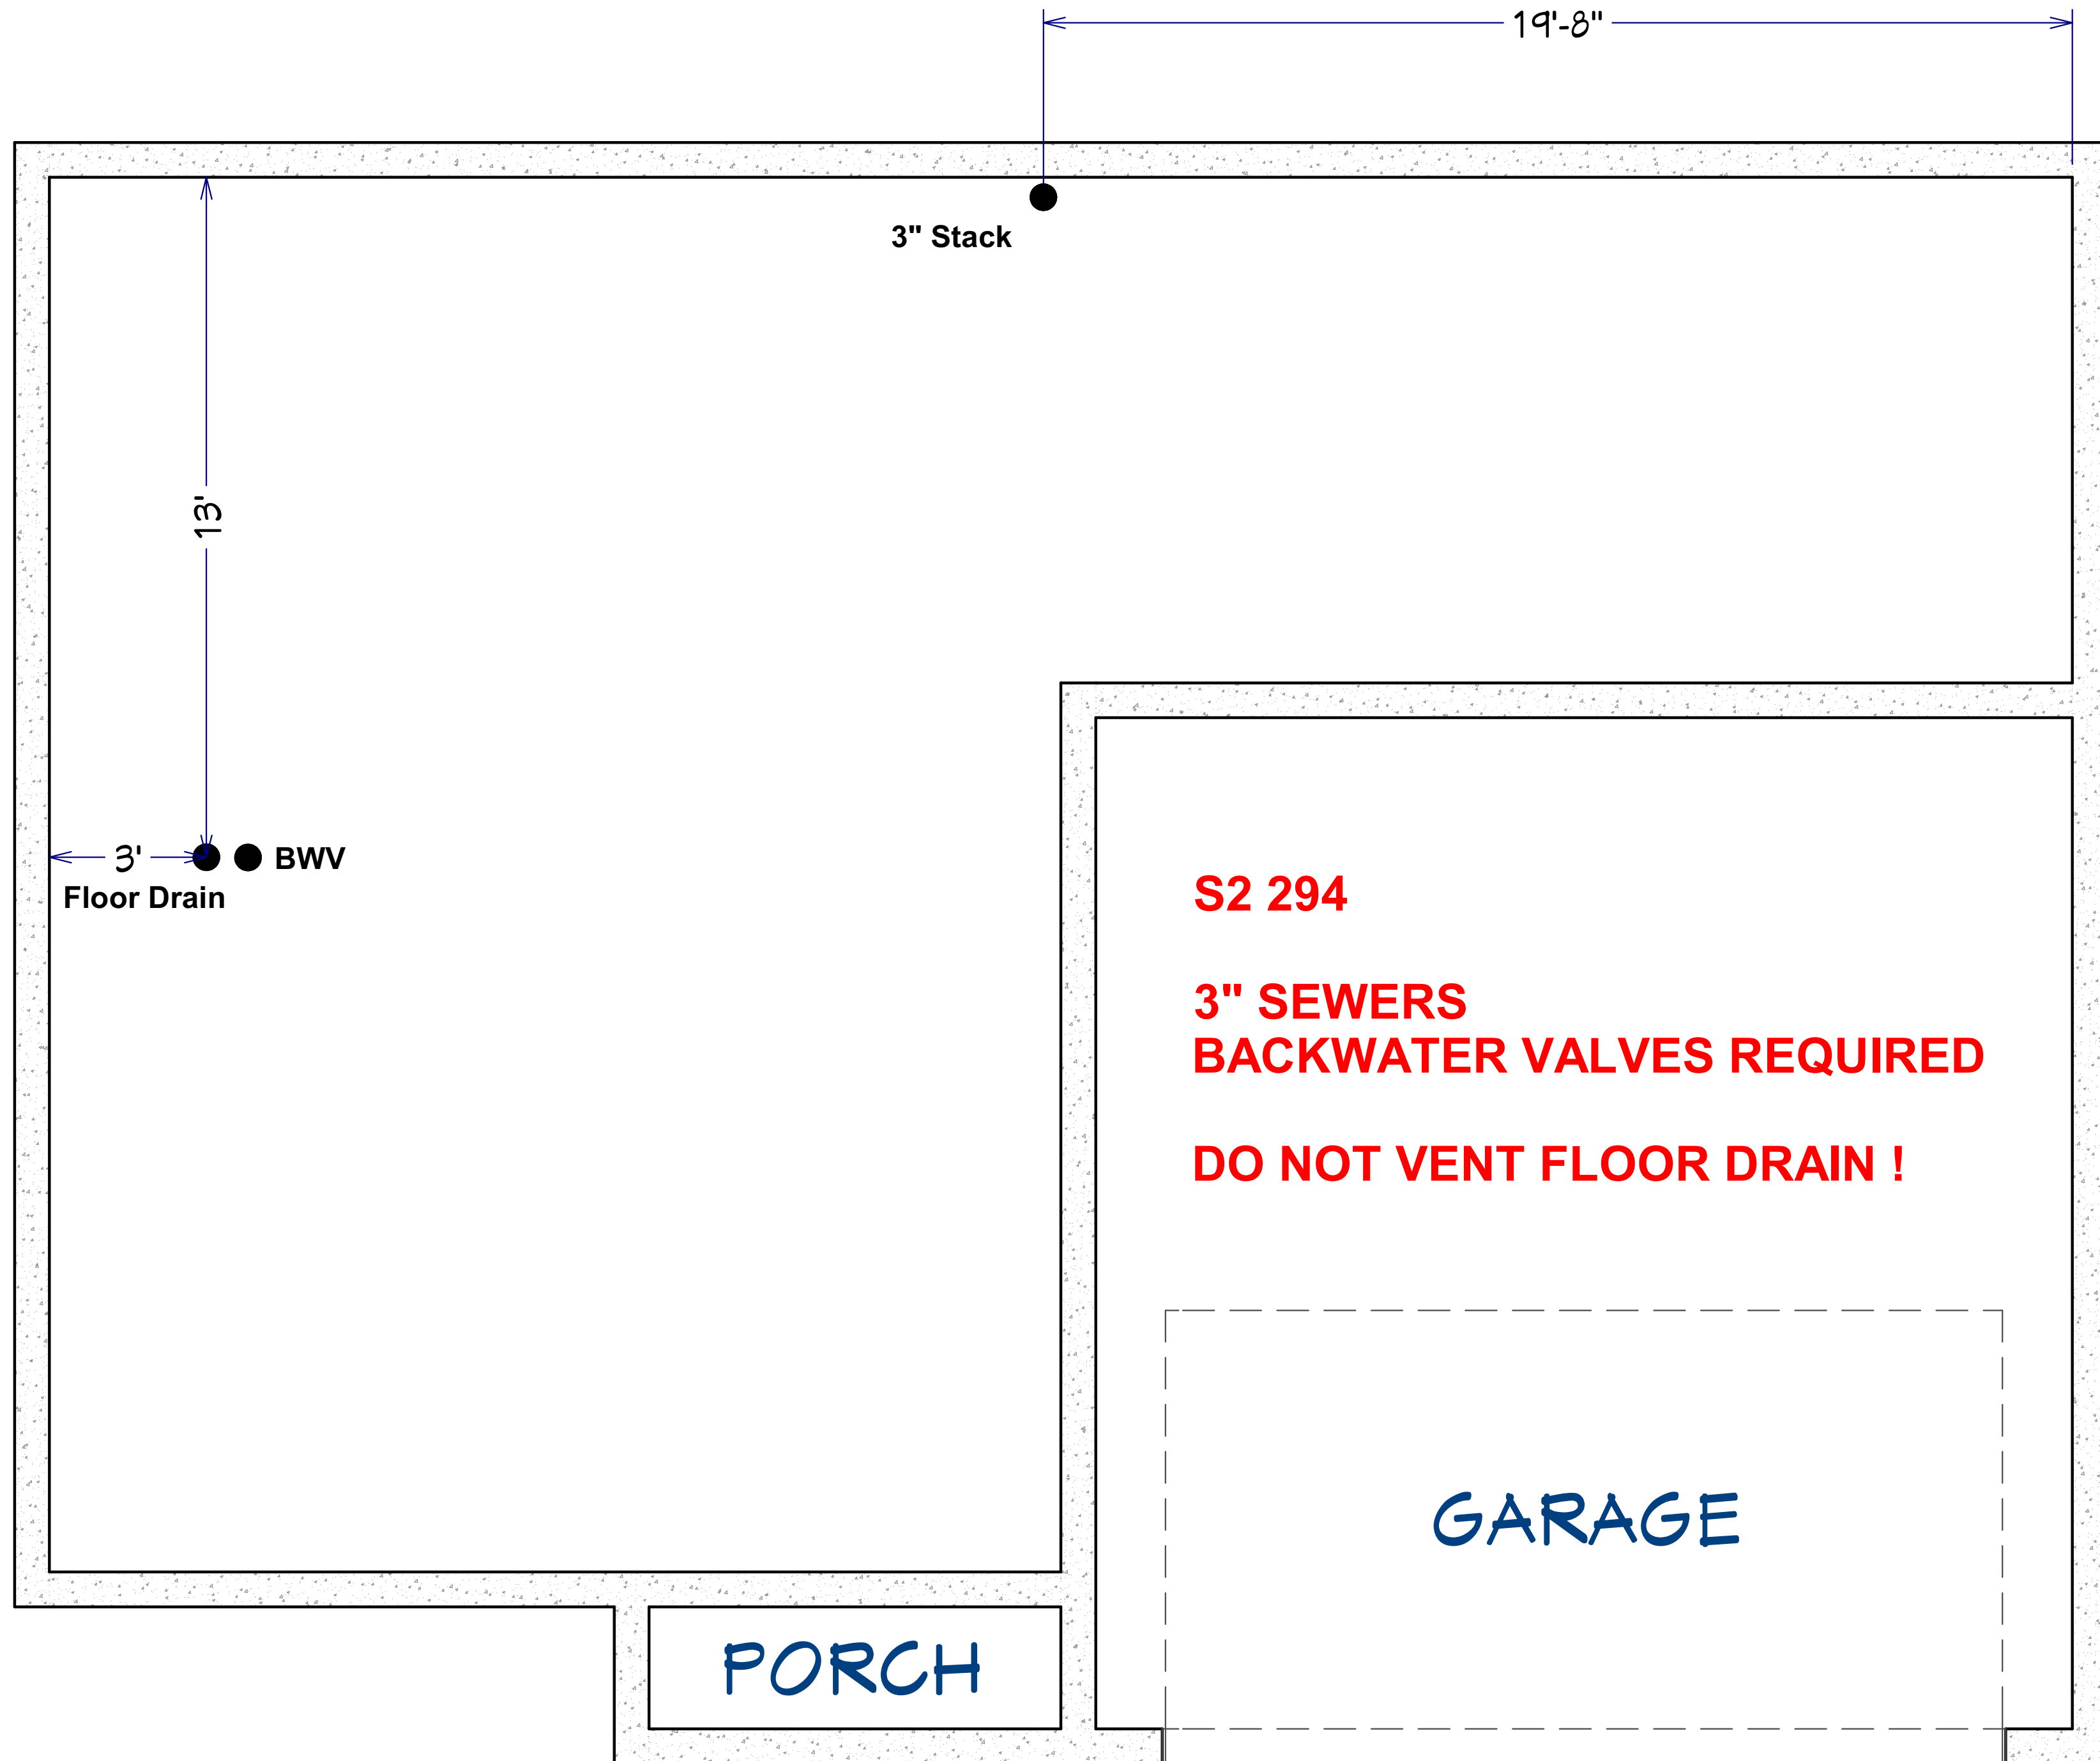 19'-8"
3" Stack
13'
3'
BWV
Floor Drain
S2 294
3" SEWERS
BACKWATER VALVES REQUIRED
DO NOT VENT FLOOR DRAIN !
GARAGE
PORCH